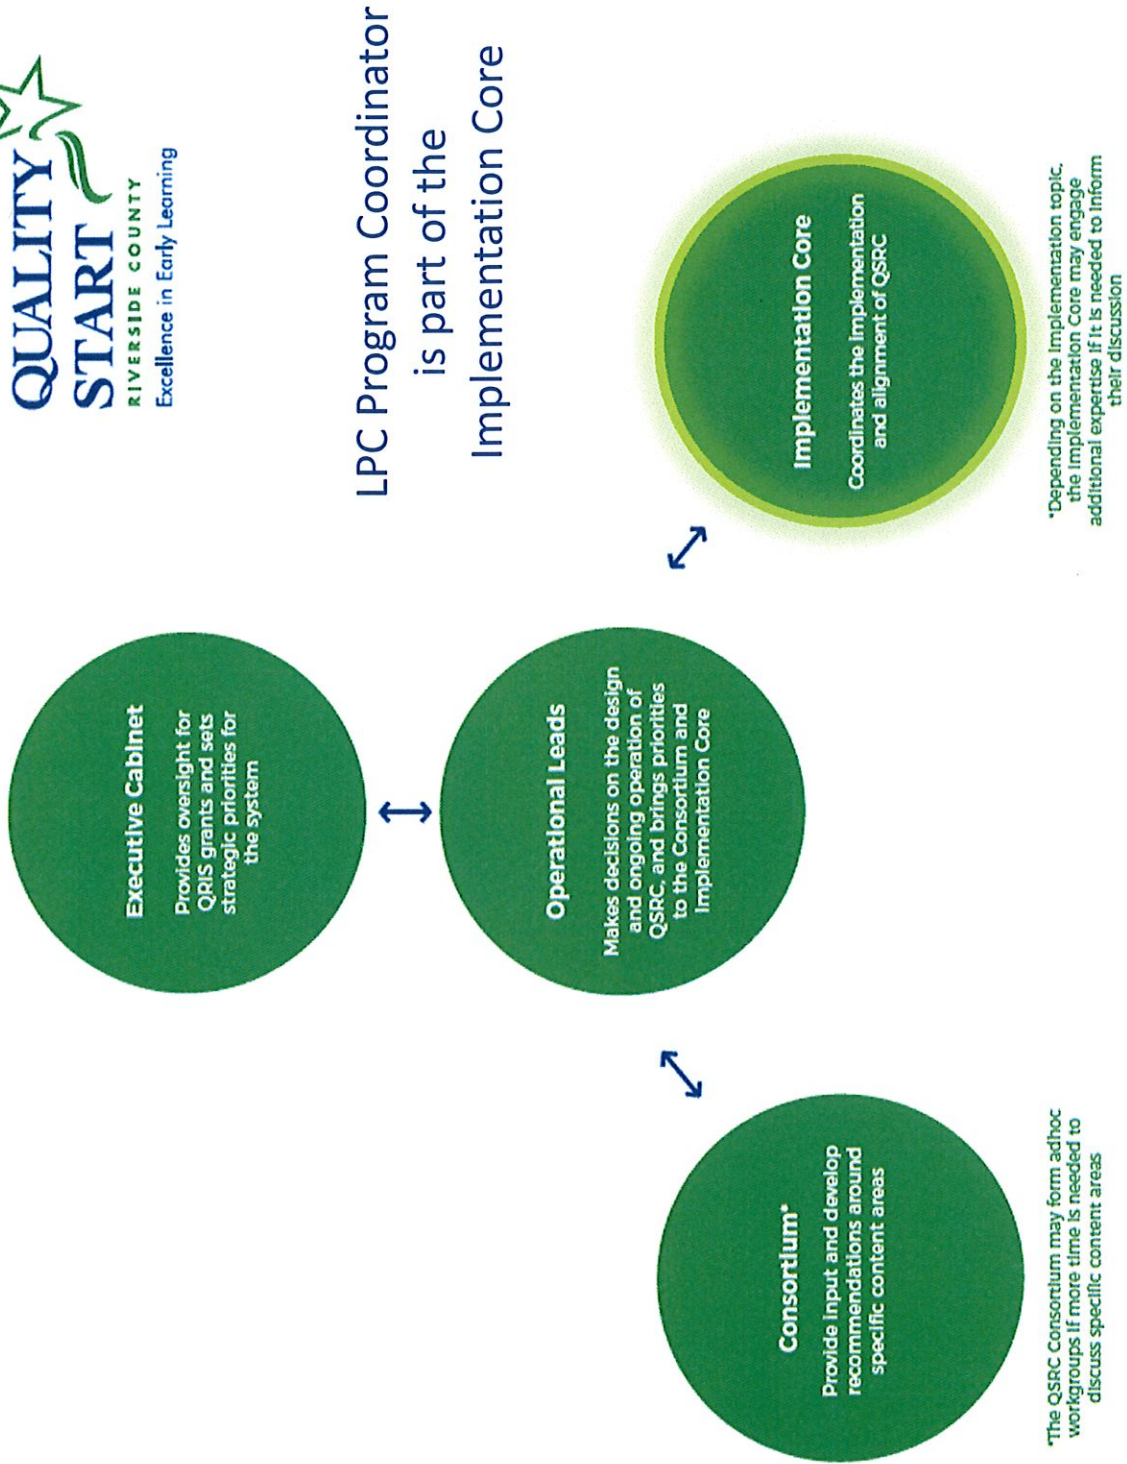 QUALITY
START
RIVERSIDE COUNTY
Excellence in Early Learning
LPC Program Coordinator
is part of the
Implementation Core
Executive Cabinet
Provides oversight for
QRIS grants and sets
strategic priorities for
the system
Operational Leads
Makes decisions on the design
and ongoing operation of
QSRC, and brings priorities
to the Consortium and
Implementation Core
Consortium*
Provide input and develop
recommendations around
specific content areas
Implementation Core
Coordinates the implementation
and alignment of QSRC
*The QSRC Consortium may form adhoc
workgroups if more time is needed to
discuss specific content areas
*Depending on the implementation topic,
the Implementation Core may engage
additional expertise if it is needed to inform
their discussion